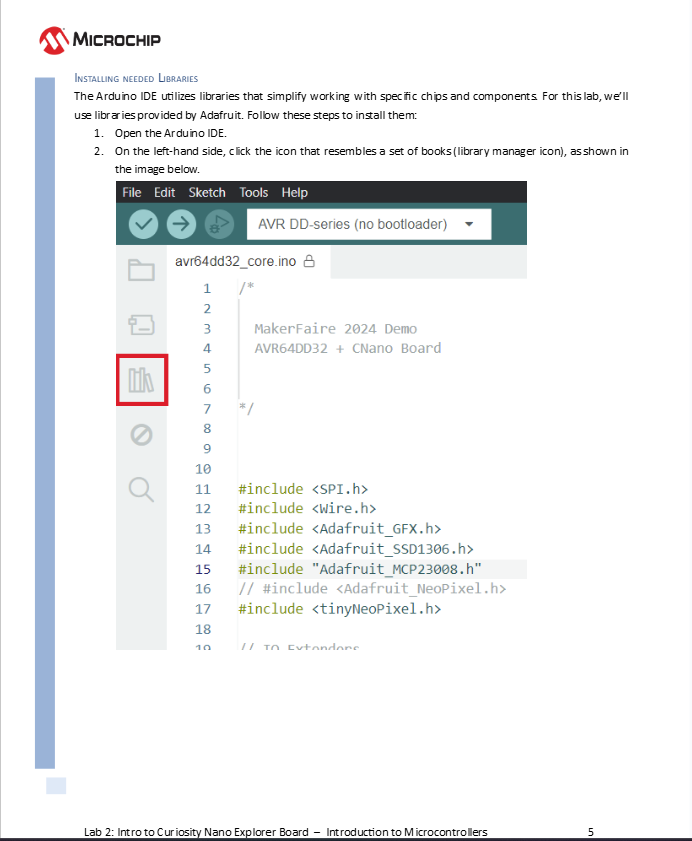 MICROCHIP
INSTALLING NEEDED LIBRARIES
The Arduino IDE utilizes libraries that simplify working with specific chips and components. For this lab, we'll
use libraries provided by Adafruit. Follow these steps to install them:
1. Open the Arduino IDE.
2. On the left-hand side, click the icon that resembles a set of books (library manager icon), as shown in
the image below.
File Edit Sketch Tools Help
AVR DD-series (no bootloader)
avr64dd32_core.ino
1 /*
2
3 MakerFaire 2024 Demo
4 AVR64DD32 + CNano Board
5
6
7 */
8
9
10
11 #include <SPI.h>
12 #include <Wire.h>
13 #include <Adafruit_GFX.h>
14 #include <Adafruit_SSD1306.h>
15 #include "Adafruit_MCP23008.h"
16 // #include <Adafruit_NeoPixel.h>
17 #include <tinyNeoPixel.h>
18
19 // IO Extenders
Lab 2: Intro to Curiosity Nano Explorer Board – Introduction to Microcontrollers 5